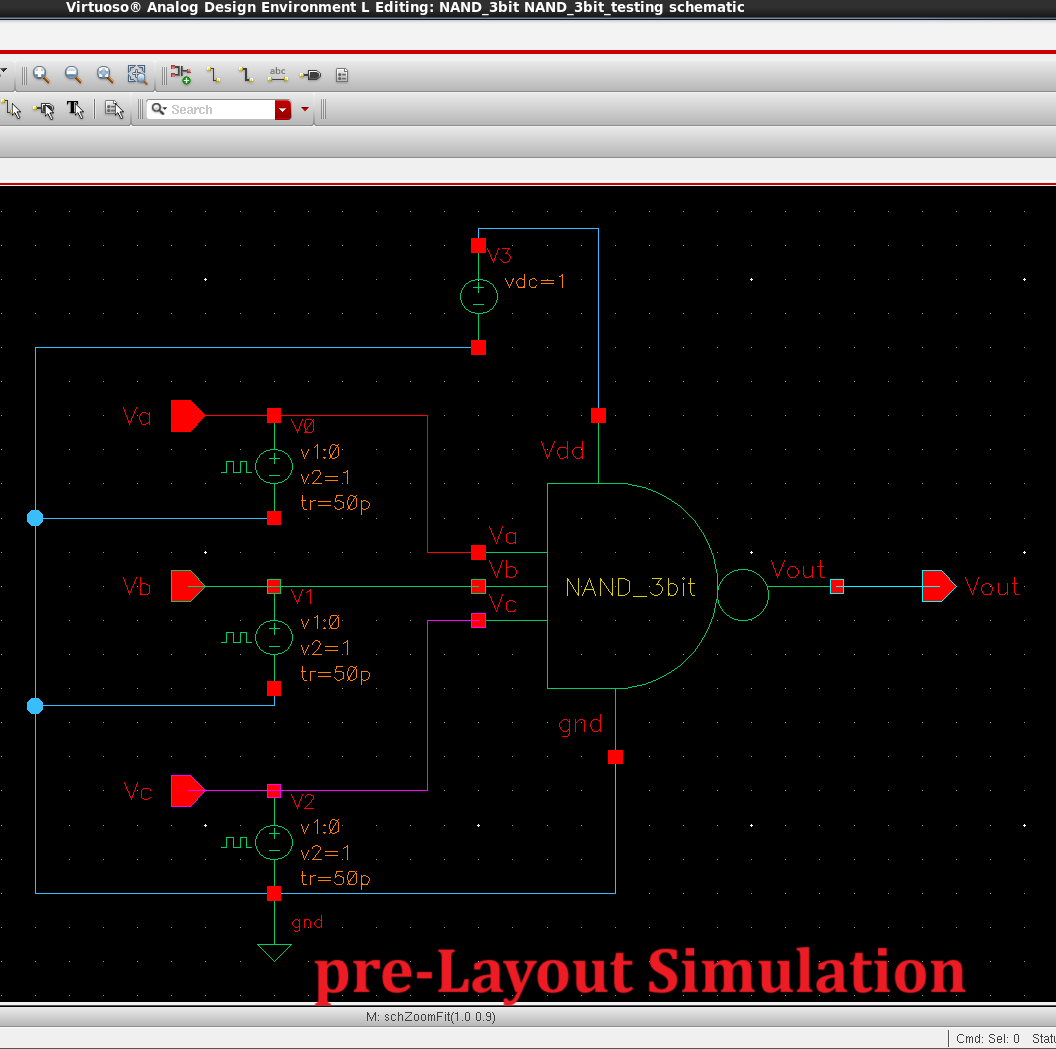 Virtuoso® Analog Design Environment L Editing: NAND_3bit NAND_3bit_testing schematic
abc
T
Search
V3
vdc=1
Va
V0
v1:0
v2=1
tr=50p
Vdd
Va
Vb
Vc
NAND_3bit
Vout
Vout
Vb
V1
v1:0
v2=1
tr=50p
gnd
Vc
V2
v1:0
v2=1
tr=50p
gnd
pre-Layout Simulation
M: schZoomFit(1.0 0.9)
Cmd: Sel: 0